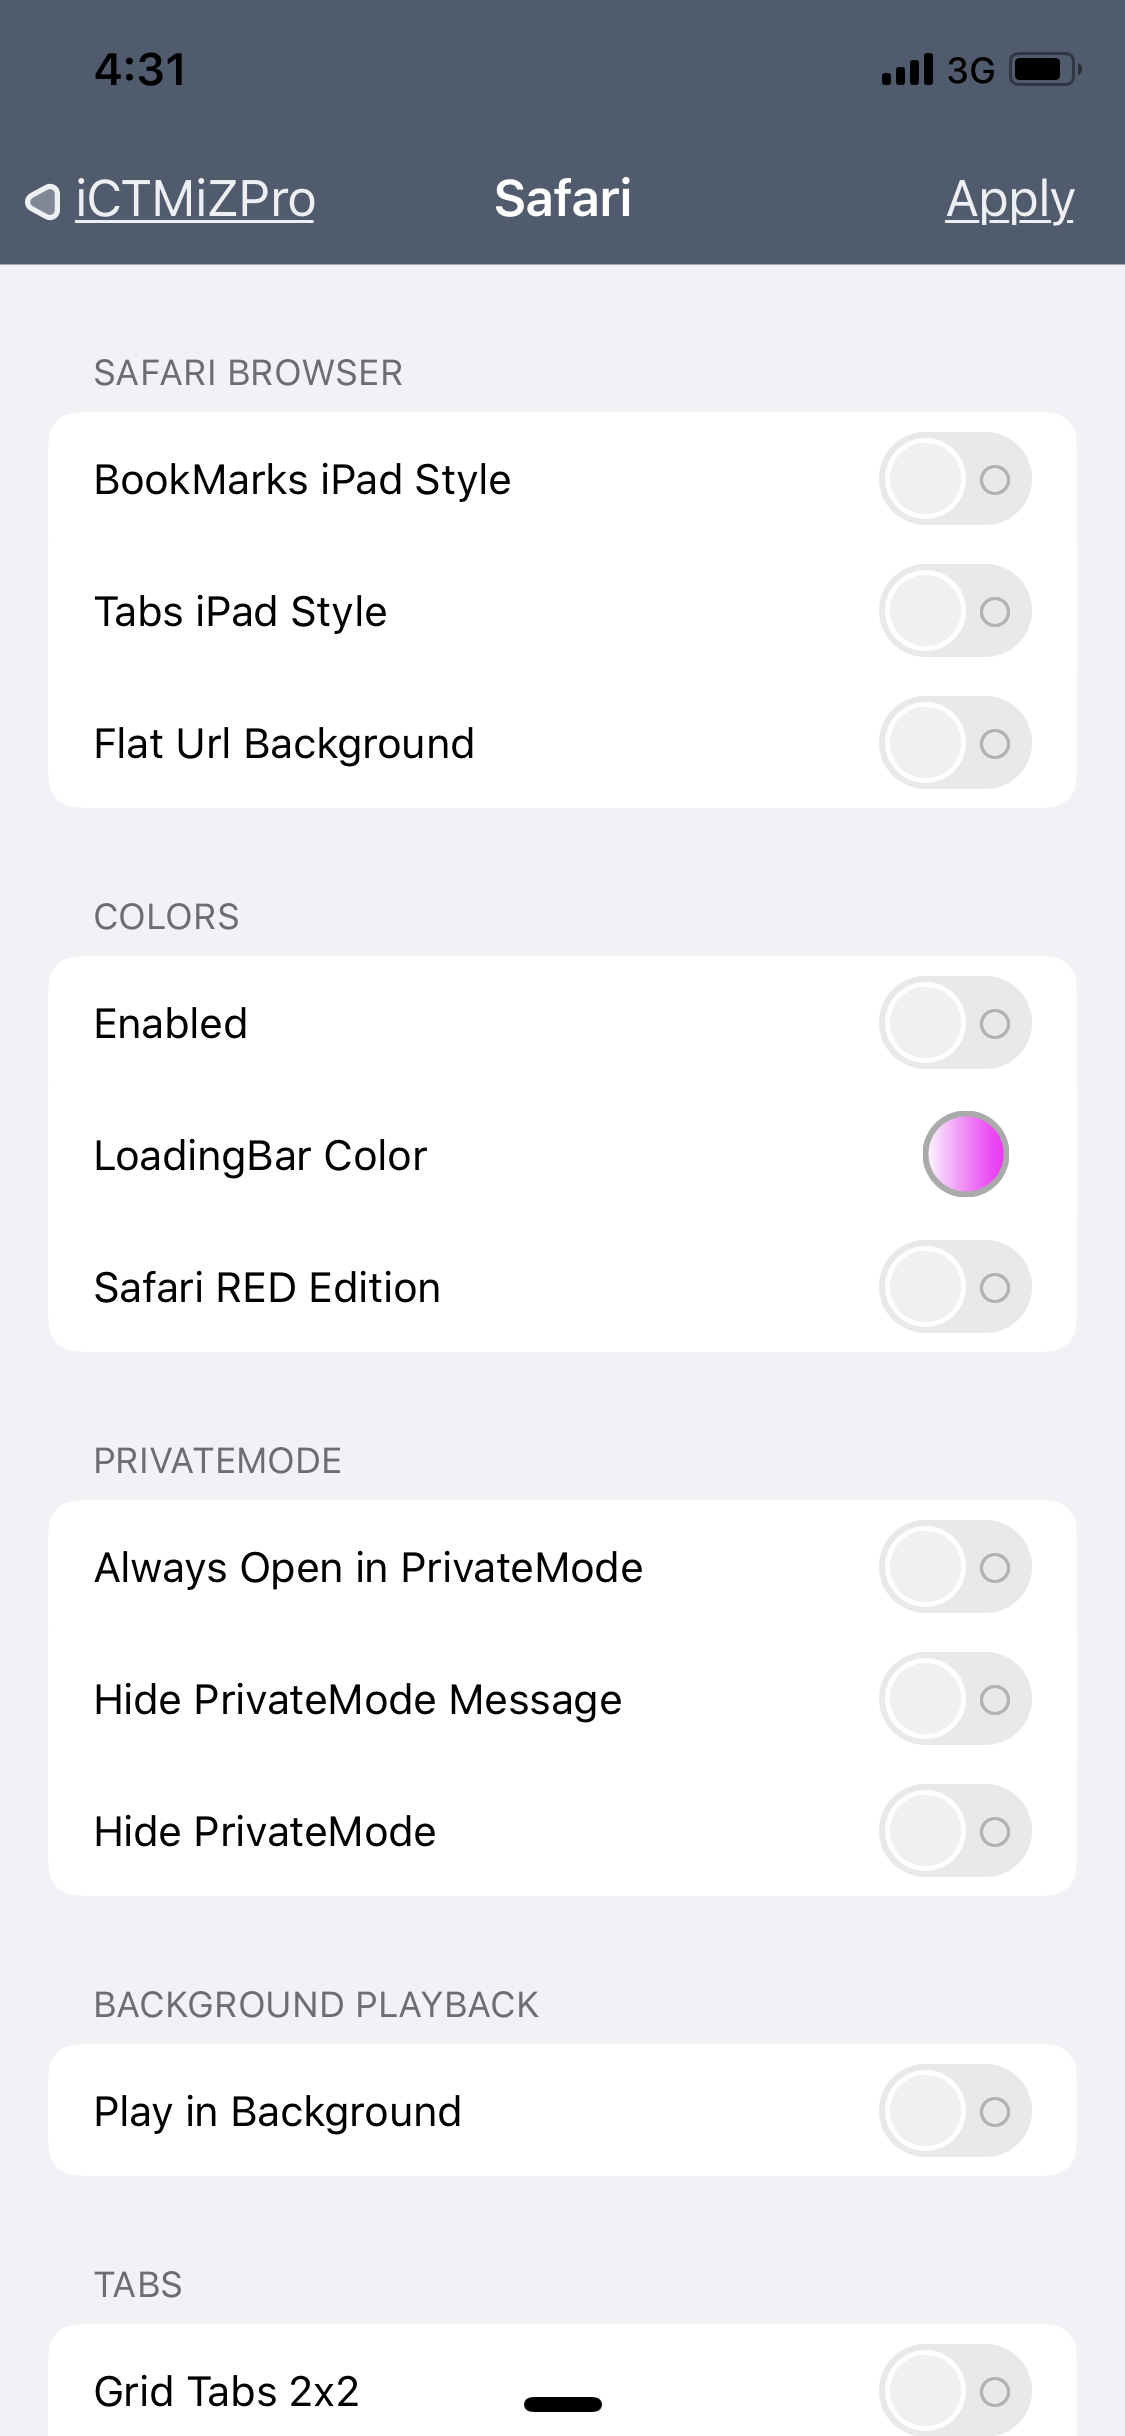 4:31
3G
iCTMiZPro
Safari
Apply
SAFARI BROWSER
BookMarks iPad Style
Tabs iPad Style
Flat Url Background
COLORS
Enabled
LoadingBar Color
Safari RED Edition
PRIVATEMODE
Always Open in PrivateMode
Hide PrivateMode Message
Hide PrivateMode
BACKGROUND PLAYBACK
Play in Background
TABS
Grid Tabs 2x2